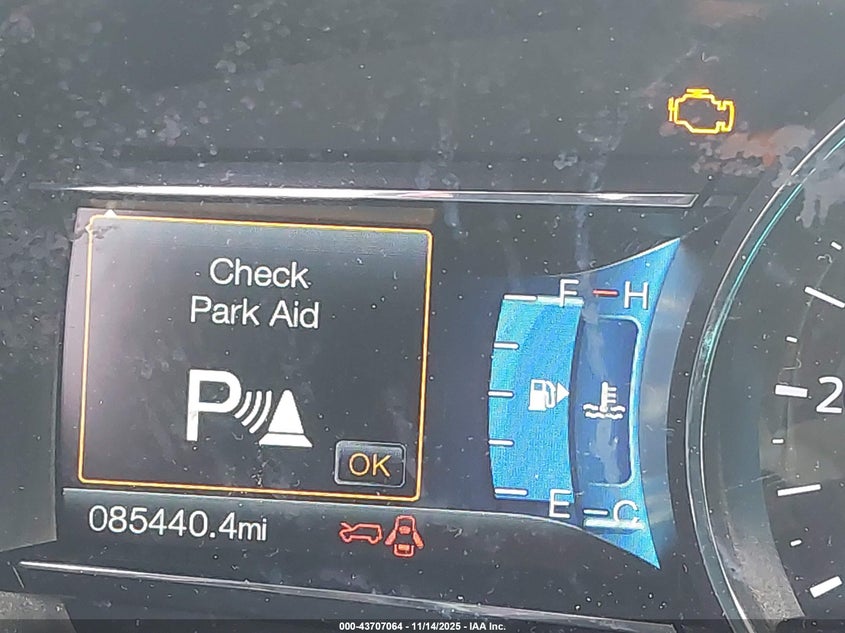 Check
Park Aid
P
OK
F H
E C
085440.4mi
2
000-43707064 - 11/14/2025 - IAA Inc.